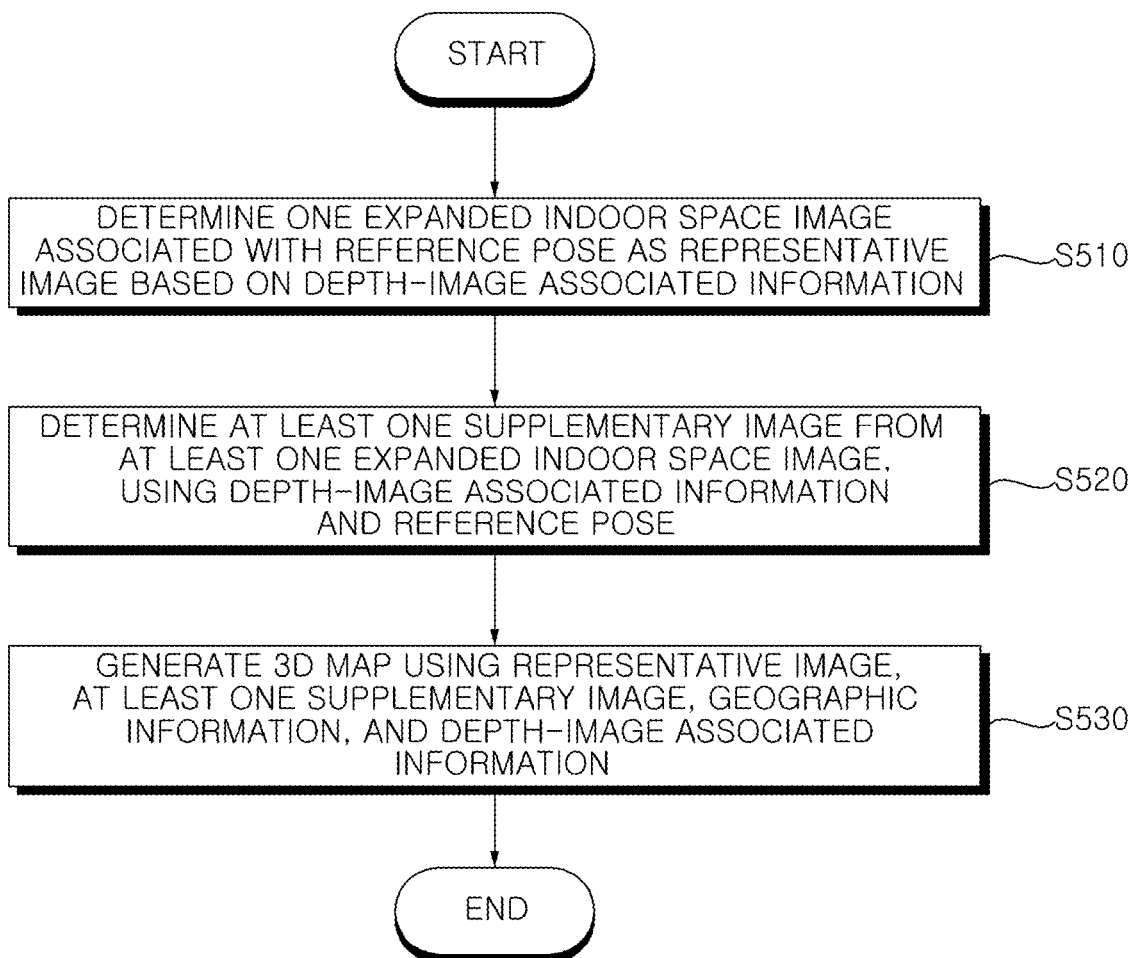 START
DETERMINE ONE EXPANDED INDOOR SPACE IMAGE
ASSOCIATED WITH REFERENCE POSE AS REPRESENTATIVE
IMAGE BASED ON DEPTH-IMAGE ASSOCIATED INFORMATION
S510
DETERMINE AT LEAST ONE SUPPLEMENTARY IMAGE FROM
AT LEAST ONE EXPANDED INDOOR SPACE IMAGE,
USING DEPTH-IMAGE ASSOCIATED INFORMATION
AND REFERENCE POSE
S520
GENERATE 3D MAP USING REPRESENTATIVE IMAGE,
AT LEAST ONE SUPPLEMENTARY IMAGE, GEOGRAPHIC
INFORMATION, AND DEPTH-IMAGE ASSOCIATED
INFORMATION
S530
END